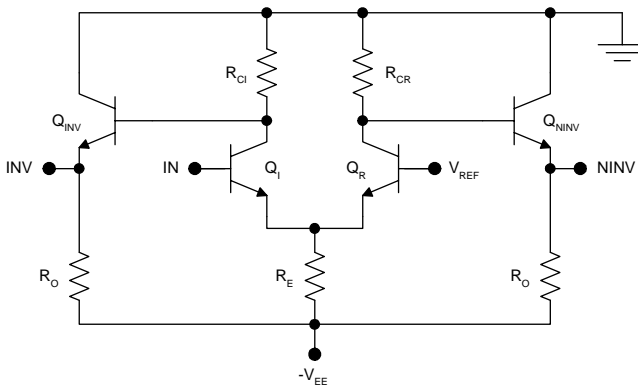 R_CI
R_CR
Q_INV
Q_NINV
INV
IN
Q_I
Q_R
V_REF
NINV
R_O
R_E
R_O
-V_EE